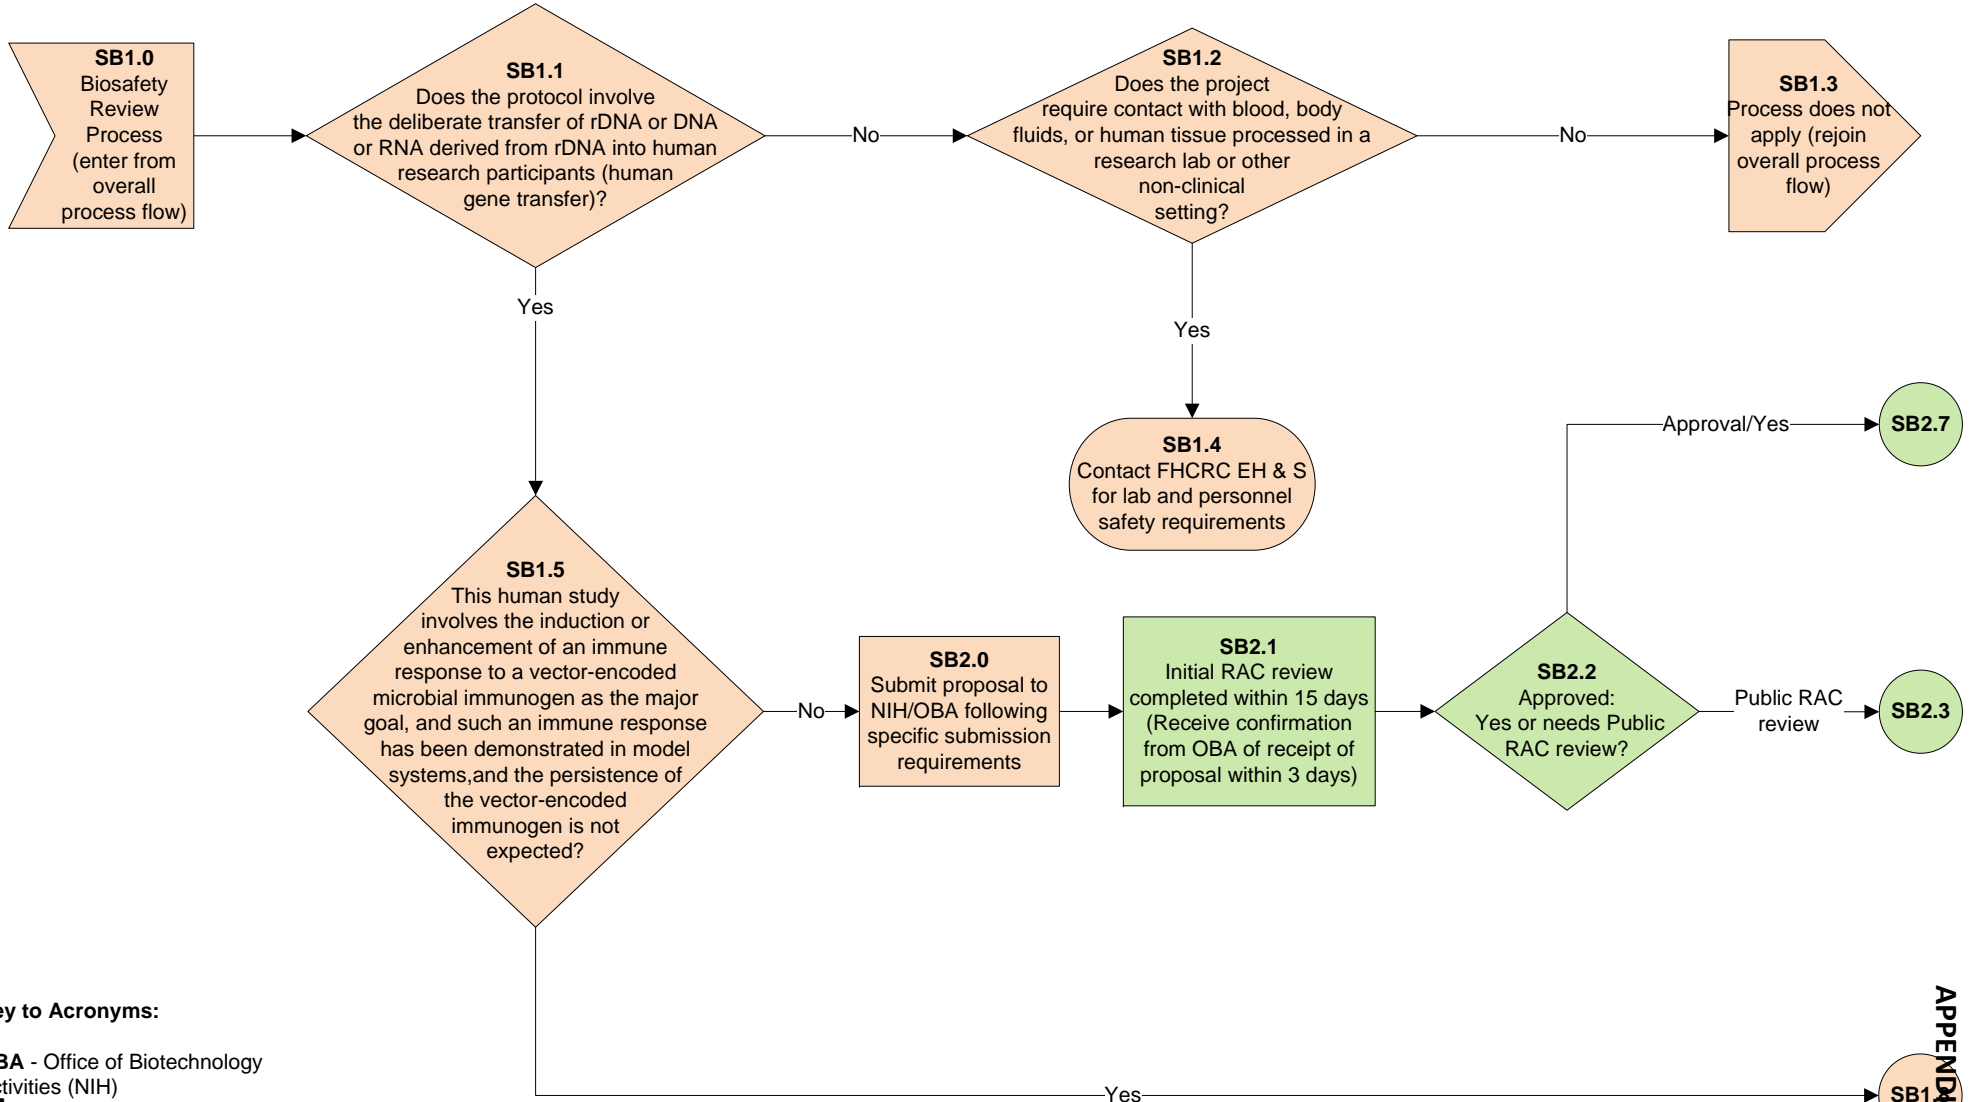 SB1.0
Biosafety
Review
Process
(enter from
overall
process flow)
SB1.1
Does the protocol involve
the deliberate transfer of rDNA or DNA
or RNA derived from rDNA into human
research participants (human
gene transfer)?
No
SB1.2
Does the project
require contact with blood, body
fluids, or human tissue processed in a
research lab or other
non-clinical
setting?
No
SB1.3
Process does not
apply (rejoin
overall process
flow)
Yes
Yes
SB1.4
Contact FHCRC EH & S
for lab and personnel
safety requirements
Approval/Yes
SB2.7
SB1.5
This human study
involves the induction or
enhancement of an immune
response to a vector-encoded
microbial immunogen as the major
goal, and such an immune response
has been demonstrated in model
systems,and the persistence of
the vector-encoded
immunogen is not
expected?
No
SB2.0
Submit proposal to
NIH/OBA following
specific submission
requirements
SB2.1
Initial RAC review
completed within 15 days
(Receive confirmation
from OBA of receipt of
proposal within 3 days)
SB2.2
Approved:
Yes or needs Public
RAC review?
Public RAC
review
SB2.3
ey to Acronyms:
BA - Office of Biotechnology
ctivities (NIH)
Yes
SB1.
APPEND